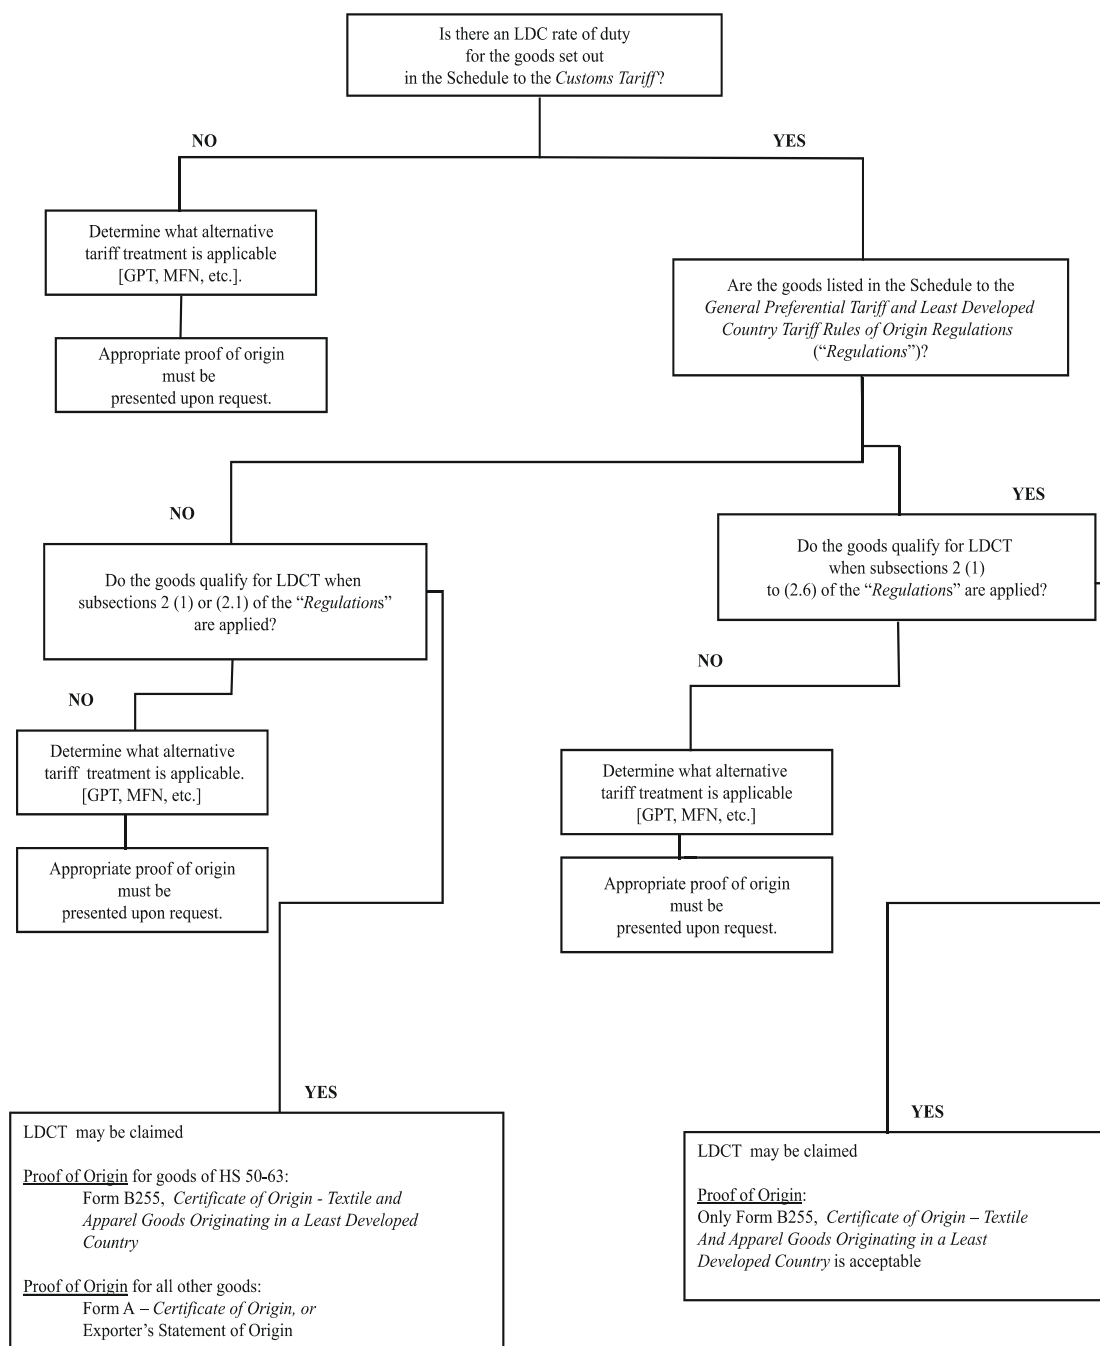 Is there an LDC rate of duty
for the goods set out
in the Schedule to the Customs Tariff?
NO
YES
Determine what alternative
tariff treatment is applicable
[GPT, MFN, etc.].
Appropriate proof of origin
must be
presented upon request.
Are the goods listed in the Schedule to the
General Preferential Tariff and Least Developed
Country Tariff Rules of Origin Regulations
(“Regulations”)?
NO
YES
Do the goods qualify for LDCT when
subsections 2 (1) or (2.1) of the “Regulations”
are applied?
Do the goods qualify for LDCT
when subsections 2 (1)
to (2.6) of the “Regulations” are applied?
NO
Determine what alternative
tariff treatment is applicable.
[GPT, MFN, etc.]
Appropriate proof of origin
must be
presented upon request.
NO
Determine what alternative
tariff treatment is applicable
[GPT, MFN, etc.]
Appropriate proof of origin
must be
presented upon request.
YES
LDCT may be claimed
Proof of Origin for goods of HS 50-63:
Form B255, Certificate of Origin - Textile and
Apparel Goods Originating in a Least Developed
Country
Proof of Origin for all other goods:
Form A – Certificate of Origin, or
Exporter’s Statement of Origin
YES
LDCT may be claimed
Proof of Origin:
Only Form B255, Certificate of Origin – Textile
And Apparel Goods Originating in a Least
Developed Country is acceptable